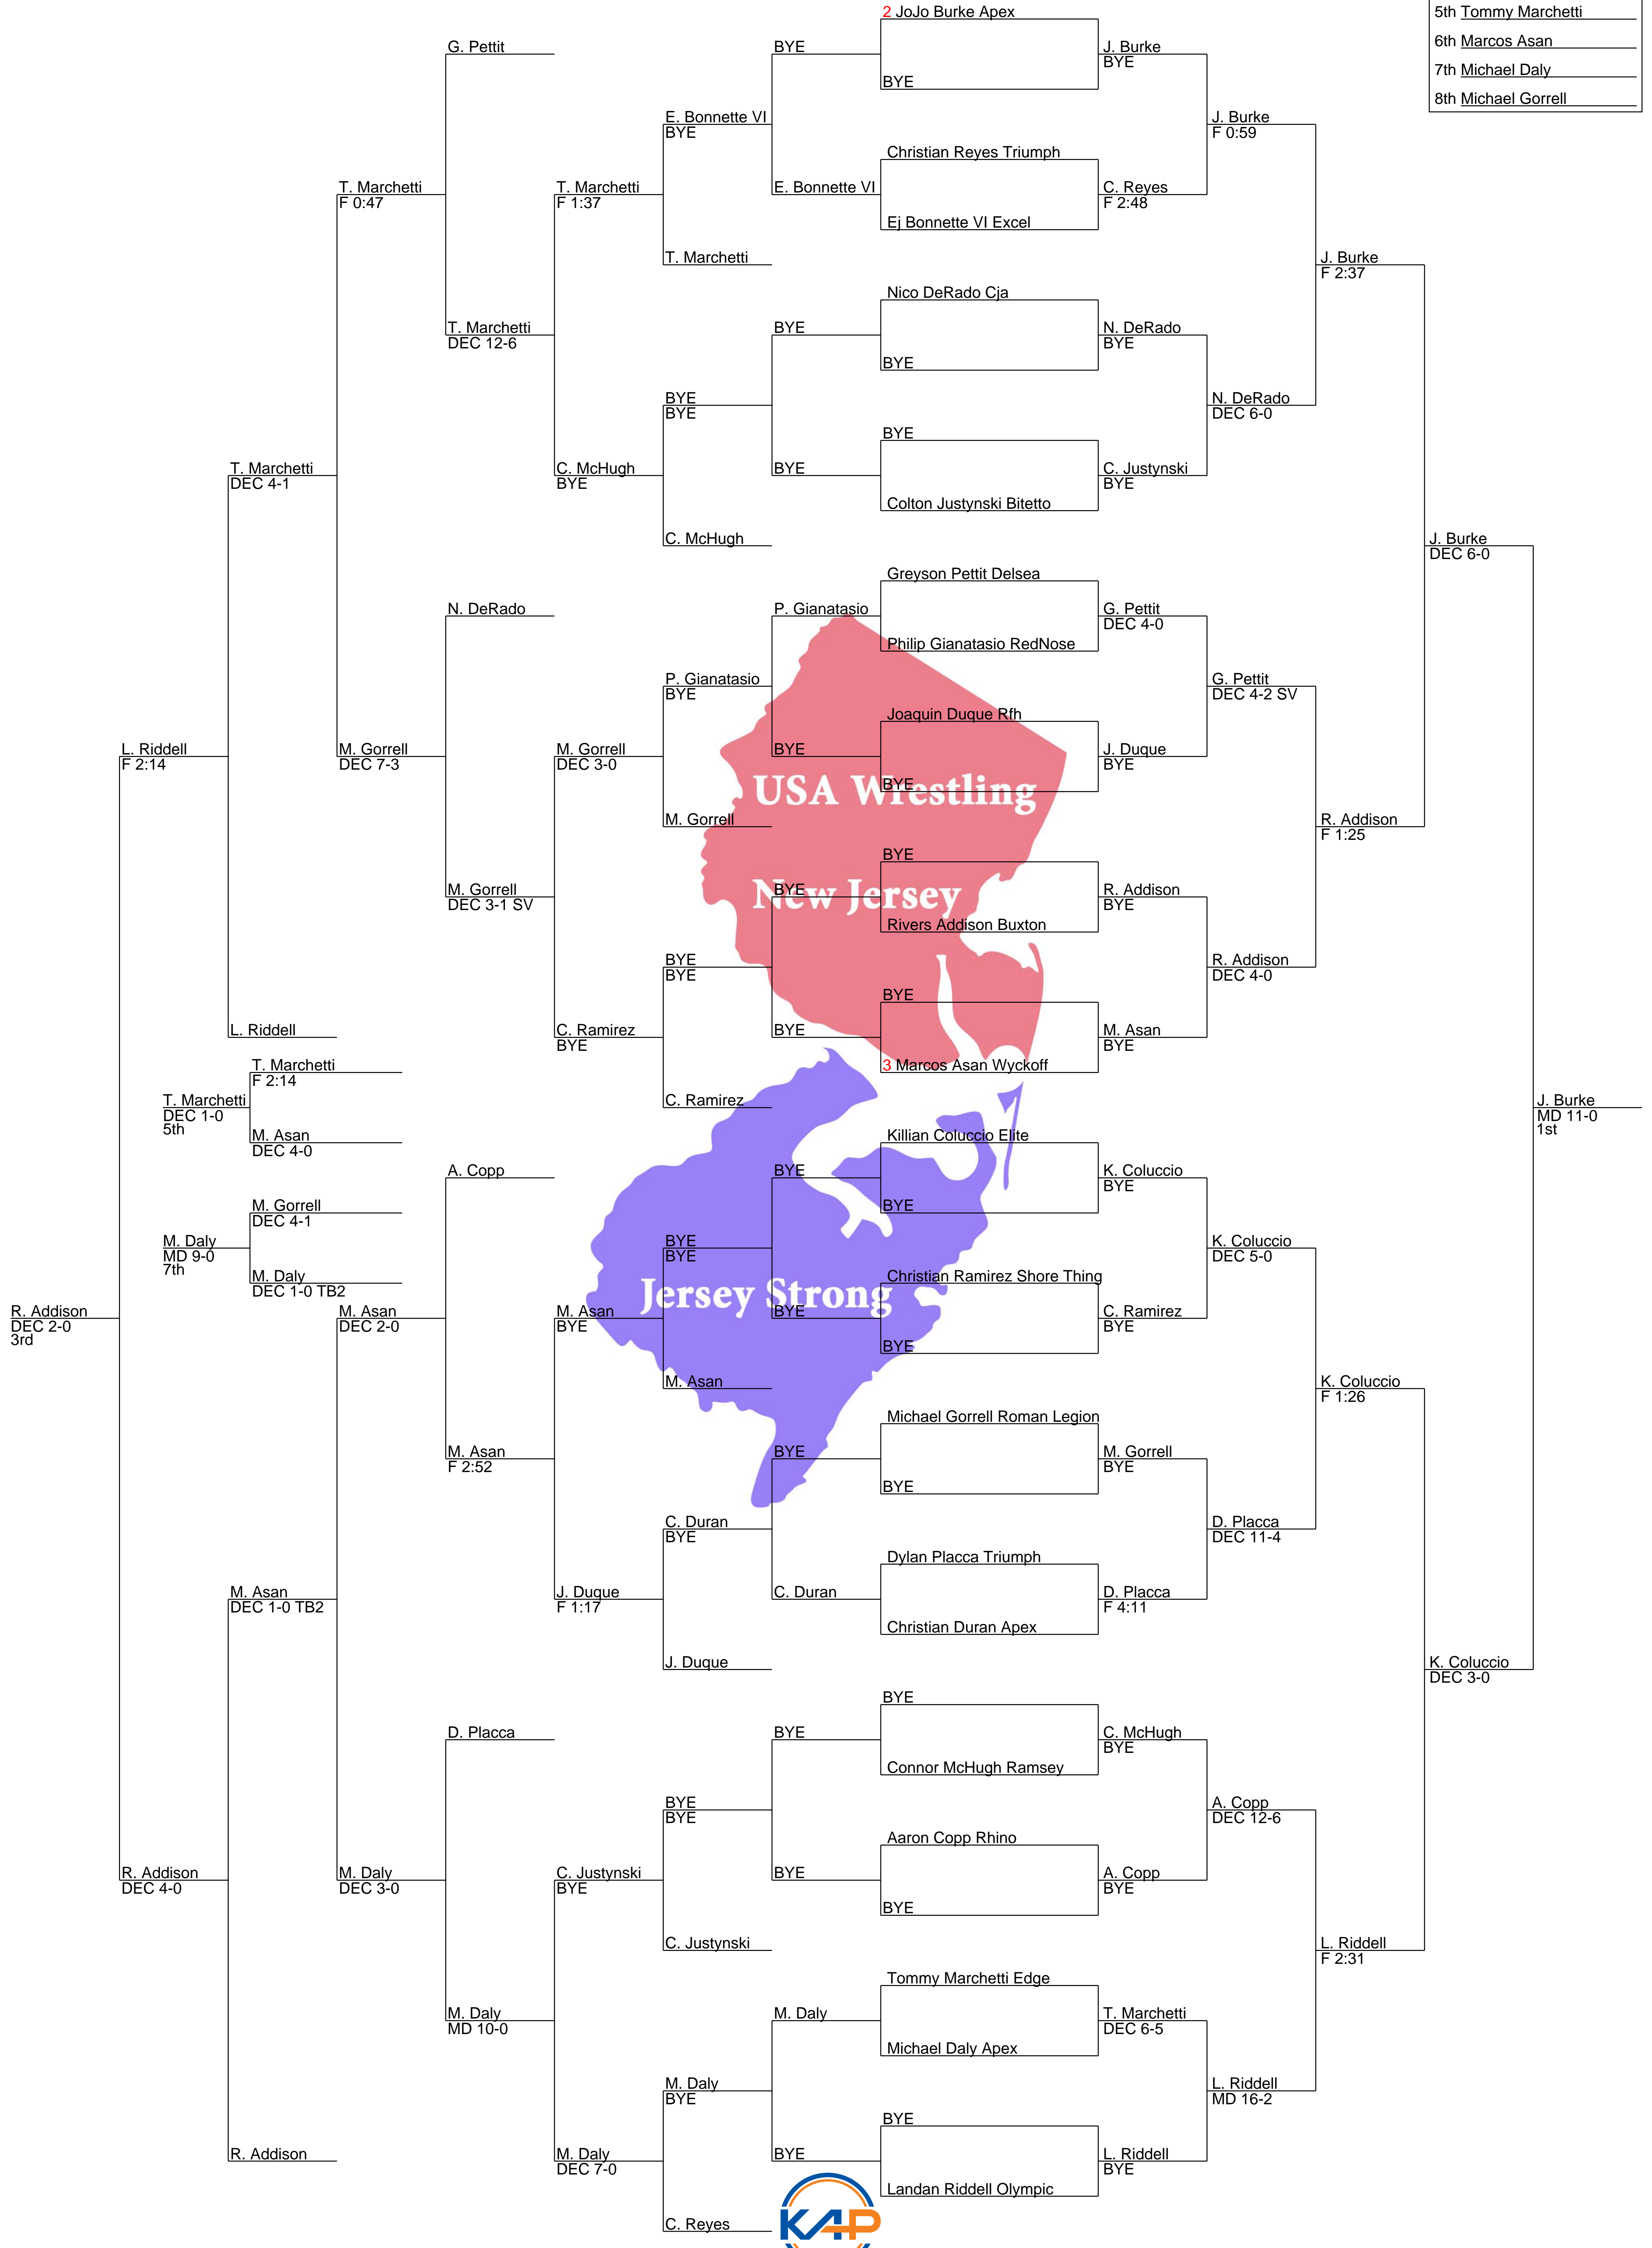 2 JoJo Burke Apex
5th Tommy Marchetti
G. Pettit
BYE
J. Burke
BYE
6th Marcos Asan
7th Michael Daly
BYE
8th Michael Gorrell
E. Bonnette VI
BYE
J. Burke
F 0:59
Christian Reyes Triumph
T. Marchetti
F 0:47
T. Marchetti
F 1:37
E. Bonnette VI
C. Reyes
F 2:48
Ej Bonnette VI Excel
T. Marchetti
J. Burke
F 2:37
Nico DeRado Cja
T. Marchetti
DEC 12-6
BYE
N. DeRado
BYE
BYE
BYE
BYE
N. DeRado
DEC 6-0
BYE
T. Marchetti
DEC 4-1
C. McHugh
BYE
BYE
C. Justynski
BYE
Colton Justynski Bitetto
C. McHugh
J. Burke
DEC 6-0
Greyson Pettit Delsea
N. DeRado
P. Gianatasio
G. Pettit
DEC 4-0
Philip Gianatasio RedNose
P. Gianatasio
BYE
G. Pettit
DEC 4-2 SV
Joaquin Duque Rfh
L. Riddell
F 2:14
M. Gorrell
DEC 7-3
M. Gorrell
DEC 3-0
BYE
J. Duque
BYE
BYE
USA Wrestling
M. Gorrell
R. Addison
F 1:25
BYE
M. Gorrell
DEC 3-1 SV
BYE
New Jersey
R. Addison
BYE
Rivers Addison Buxton
BYE
BYE
R. Addison
DEC 4-0
BYE
L. Riddell
C. Ramirez
BYE
BYE
M. Asan
BYE
T. Marchetti
F 2:14
3 Marcos Asan Wyckoff
T. Marchetti
DEC 1-0
5th
C. Ramirez
J. Burke
MD 11-0
1st
M. Asan
DEC 4-0
Killian Coluccio Elite
A. Copp
BYE
K. Coluccio
BYE
M. Gorrell
DEC 4-1
BYE
M. Daly
MD 9-0
7th
BYE
BYE
K. Coluccio
DEC 5-0
M. Daly
DEC 1-0 TB2
Christian Ramirez Shore Thing
Jersey Strong
R. Addison
DEC 2-0
3rd
M. Asan
DEC 2-0
M. Asan
BYE
BYE
C. Ramirez
BYE
BYE
M. Asan
K. Coluccio
F 1:26
Michael Gorrell Roman Legion
M. Asan
F 2:52
BYE
M. Gorrell
BYE
BYE
C. Duran
BYE
D. Placca
DEC 11-4
Dylan Placca Triumph
M. Asan
DEC 1-0 TB2
J. Duque
F 1:17
C. Duran
D. Placca
F 4:11
Christian Duran Apex
J. Duque
K. Coluccio
DEC 3-0
BYE
D. Placca
BYE
C. McHugh
BYE
Connor McHugh Ramsey
BYE
BYE
A. Copp
DEC 12-6
Aaron Copp Rhino
R. Addison
DEC 4-0
M. Daly
DEC 3-0
C. Justynski
BYE
BYE
A. Copp
BYE
BYE
C. Justynski
L. Riddell
F 2:31
Tommy Marchetti Edge
M. Daly
MD 10-0
M. Daly
T. Marchetti
DEC 6-5
Michael Daly Apex
M. Daly
BYE
L. Riddell
MD 16-2
BYE
R. Addison
M. Daly
DEC 7-0
BYE
L. Riddell
BYE
Landan Riddell Olympic
C. Reyes
KAP